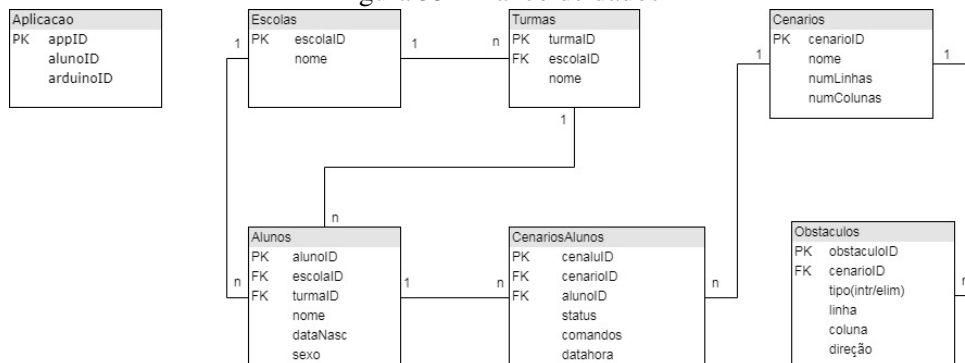 Aplicacao
PK appID
alunoID
arduinoID
Escolas
PK escolaID
nome
1
1
n
Turmas
PK turmaID
FK escolaID
nome
1
Cenarios
PK cenarioID
nome
numLinhas
numColunas
1
1
n
Alunos
PK alunoID
FK escolaID
FK turmaID
nome
dataNasc
sexo
n
1
n
CenariosAlunos
PK cenaluID
FK cenarioID
FK alunoID
status
comandos
datahora
n
Obstaculos
PK obstaculoID
FK cenarioID
tipo(intr/elim)
linha
coluna
direção